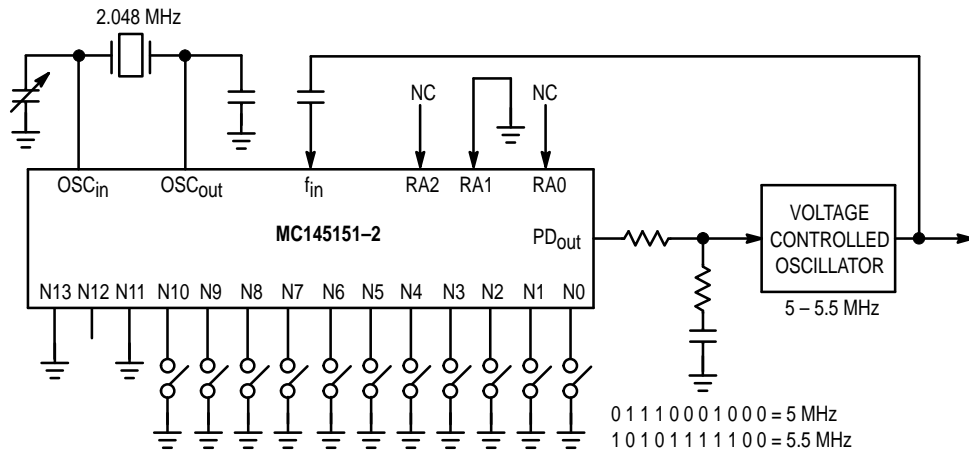 2.048 MHz
NC NC
OSCin OSCout fin RA2 RA1 RA0
MC145151–2
PDout
VOLTAGE
CONTROLLED
OSCILLATOR
5 – 5.5 MHz
N13 N12 N11 N10 N9 N8 N7 N6 N5 N4 N3 N2 N1 N0
0 1 1 1 0 0 0 1 0 0 0 = 5 MHz
1 0 1 0 1 1 1 1 1 0 0 = 5.5 MHz